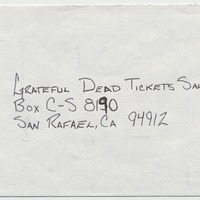 GRATEFUL DEAD TICKETS SA
BOX C-S 8190
SAN RAFAEL, CA 94912